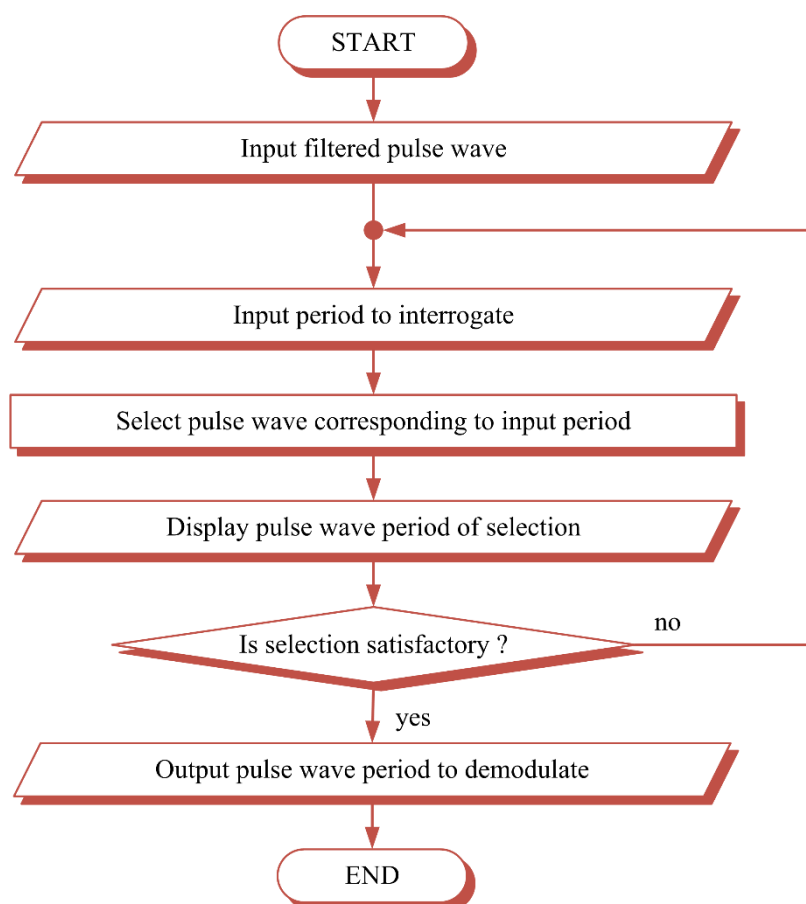 START
Input filtered pulse wave
Input period to interrogate
Select pulse wave corresponding to input period
Display pulse wave period of selection
Is selection satisfactory ?
no
yes
Output pulse wave period to demodulate
END